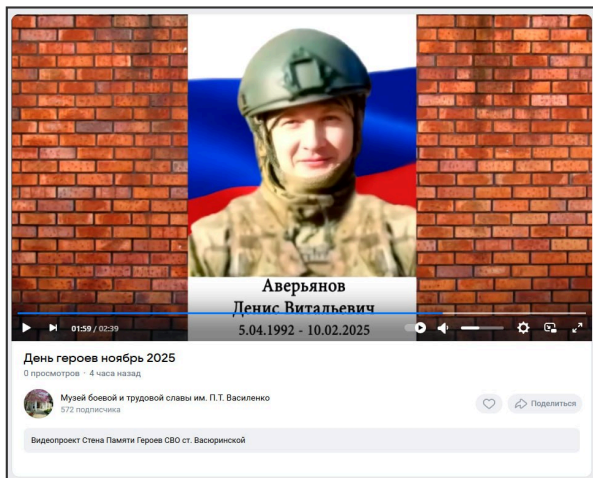 Аверьянов
Денис Витальевич
5.04.1992 - 10.02.2025
01:59 / 02:39
День героев ноябрь 2025
0 просмотров · 4 часа назад
Музей боевой и трудовой славы им. П.Т. Василенко
572 подписчика
Поделиться
Видеопроект Стена Памяти Героев СВО ст. Васюринской